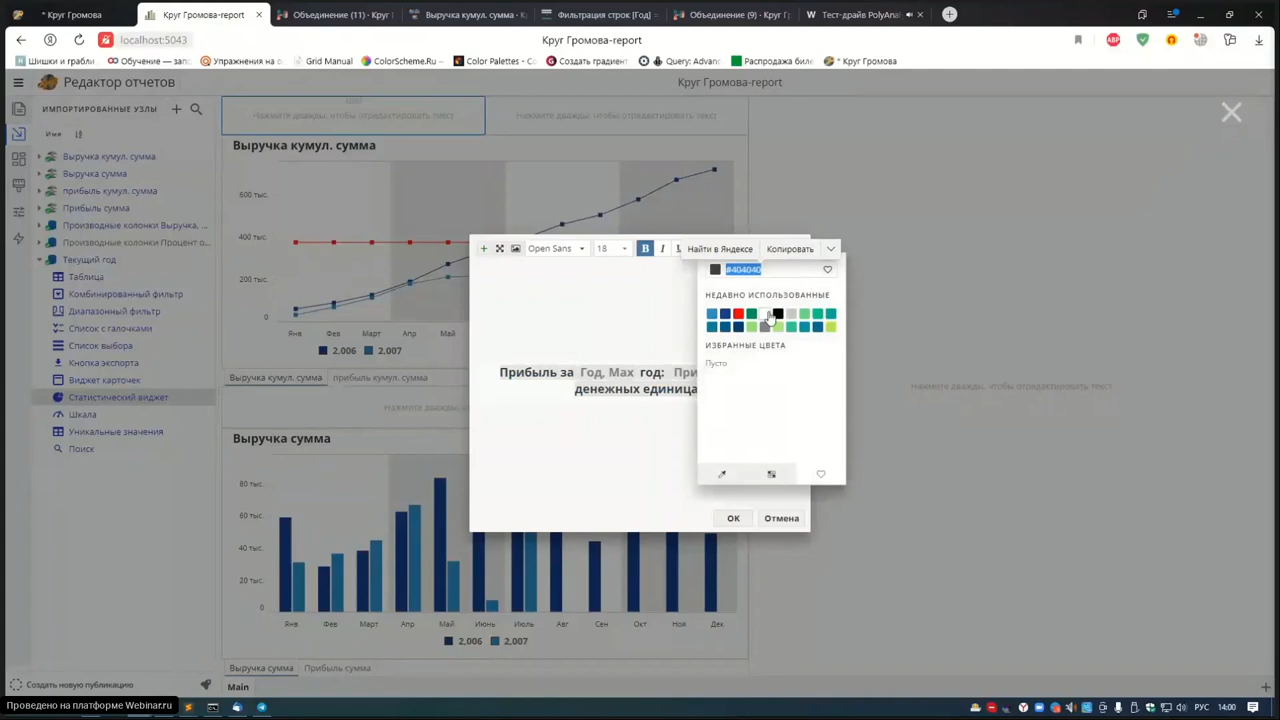 * Круг Громова
Круг Громова-report
Объединение (11) - Круг Г
Выручка кумул. сумма - К
Фильтрация строк [Год] –
Объединение (9) - Круг Г
Тест-драйв PolyAna
localhost:5043
Круг Громова-report
Шишки и грабли
Обучение — зап
Упражнения на о
Grid Manual
ColorScheme.Ru –
Color Palettes - Co
Создать градиент
Query: Advanc
Распродажа биле
* Круг Громова
Редактор отчетов
Круг Громова-report
ИМПОРТИРОВАННЫЕ УЗЛЫ
Имя
Выручка кумул. сумма
Выручка сумма
прибыль кумул. сумма
Прибыль сумма
Производные колонки Выручка, ...
Производные колонки Процент о...
Текущий год
Таблица
Комбинированный фильтр
Диапазонный фильтр
Список с галочками
Список выбора
Кнопка экспорта
Виджет карточек
Статистический виджет
Шкала
Уникальные значения
Поиск
Создать новую публикацию
Нажмите дважды, чтобы отредактировать текст
Нажмите дважды, чтобы отредактировать текст
Выручка кумул. сумма
600 тыс.
400 тыс.
200 тыс.
0
Янв Фев Март Апр Май
2,006 2,007
Выручка кумул. сумма прибыль кумул. сумма
Нажмите дважды, ч
Выручка сумма
80 тыс.
60 тыс.
40 тыс.
20 тыс.
0
Янв Фев Март Апр Май Июнь Июль Авг Сен Окт Ноя Дек
2,006 2,007
Выручка сумма Прибыль сумма
Main
Нажмите дважды, чтобы отредактировать текст
Open Sans 18 B I
Найти в Яндексе Копировать
#404040
НЕДАВНО ИСПОЛЬЗОВАННЫЕ
ИЗБРАННЫЕ ЦВЕТА
Пусто
Прибыль за Год, Max год: При
денежных единица
OK Отмена
Проведено на платформе Webinar.ru
РУС 14:00